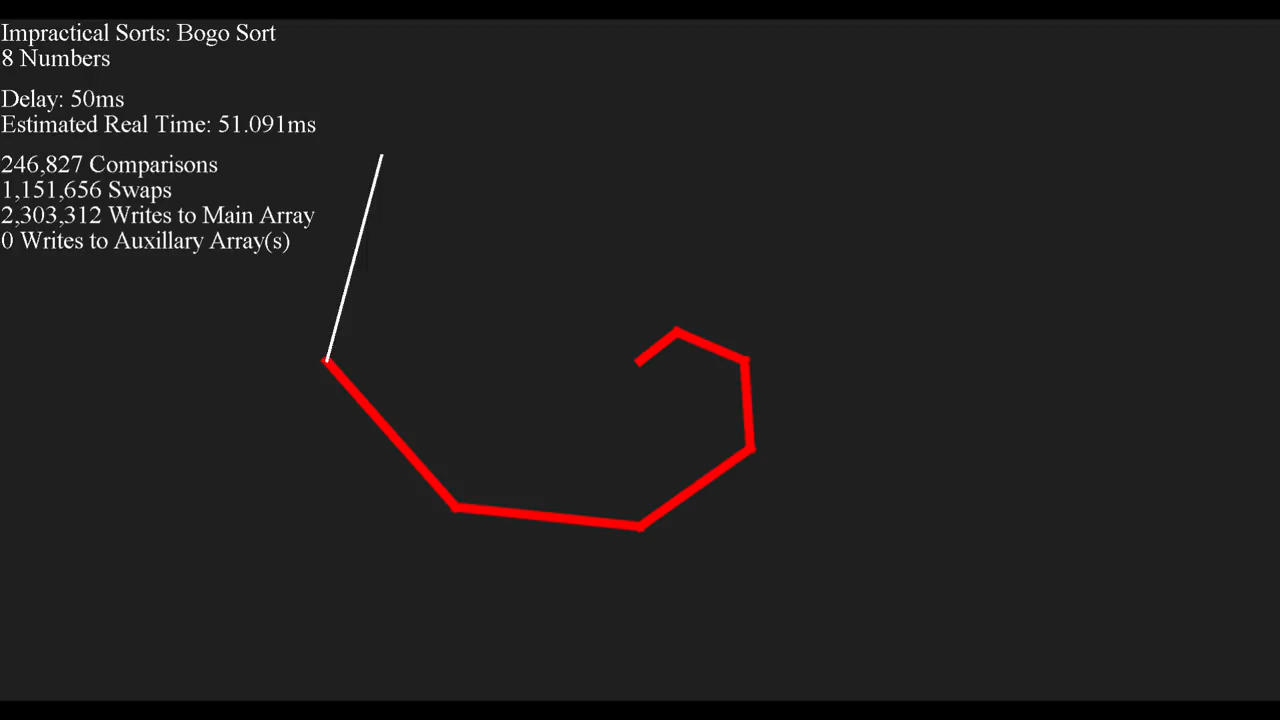 Impractical Sorts: Bogo Sort
8 Numbers
Delay: 50ms
Estimated Real Time: 51.091ms
246,827 Comparisons
1,151,656 Swaps
2,303,312 Writes to Main Array
0 Writes to Auxillary Array(s)